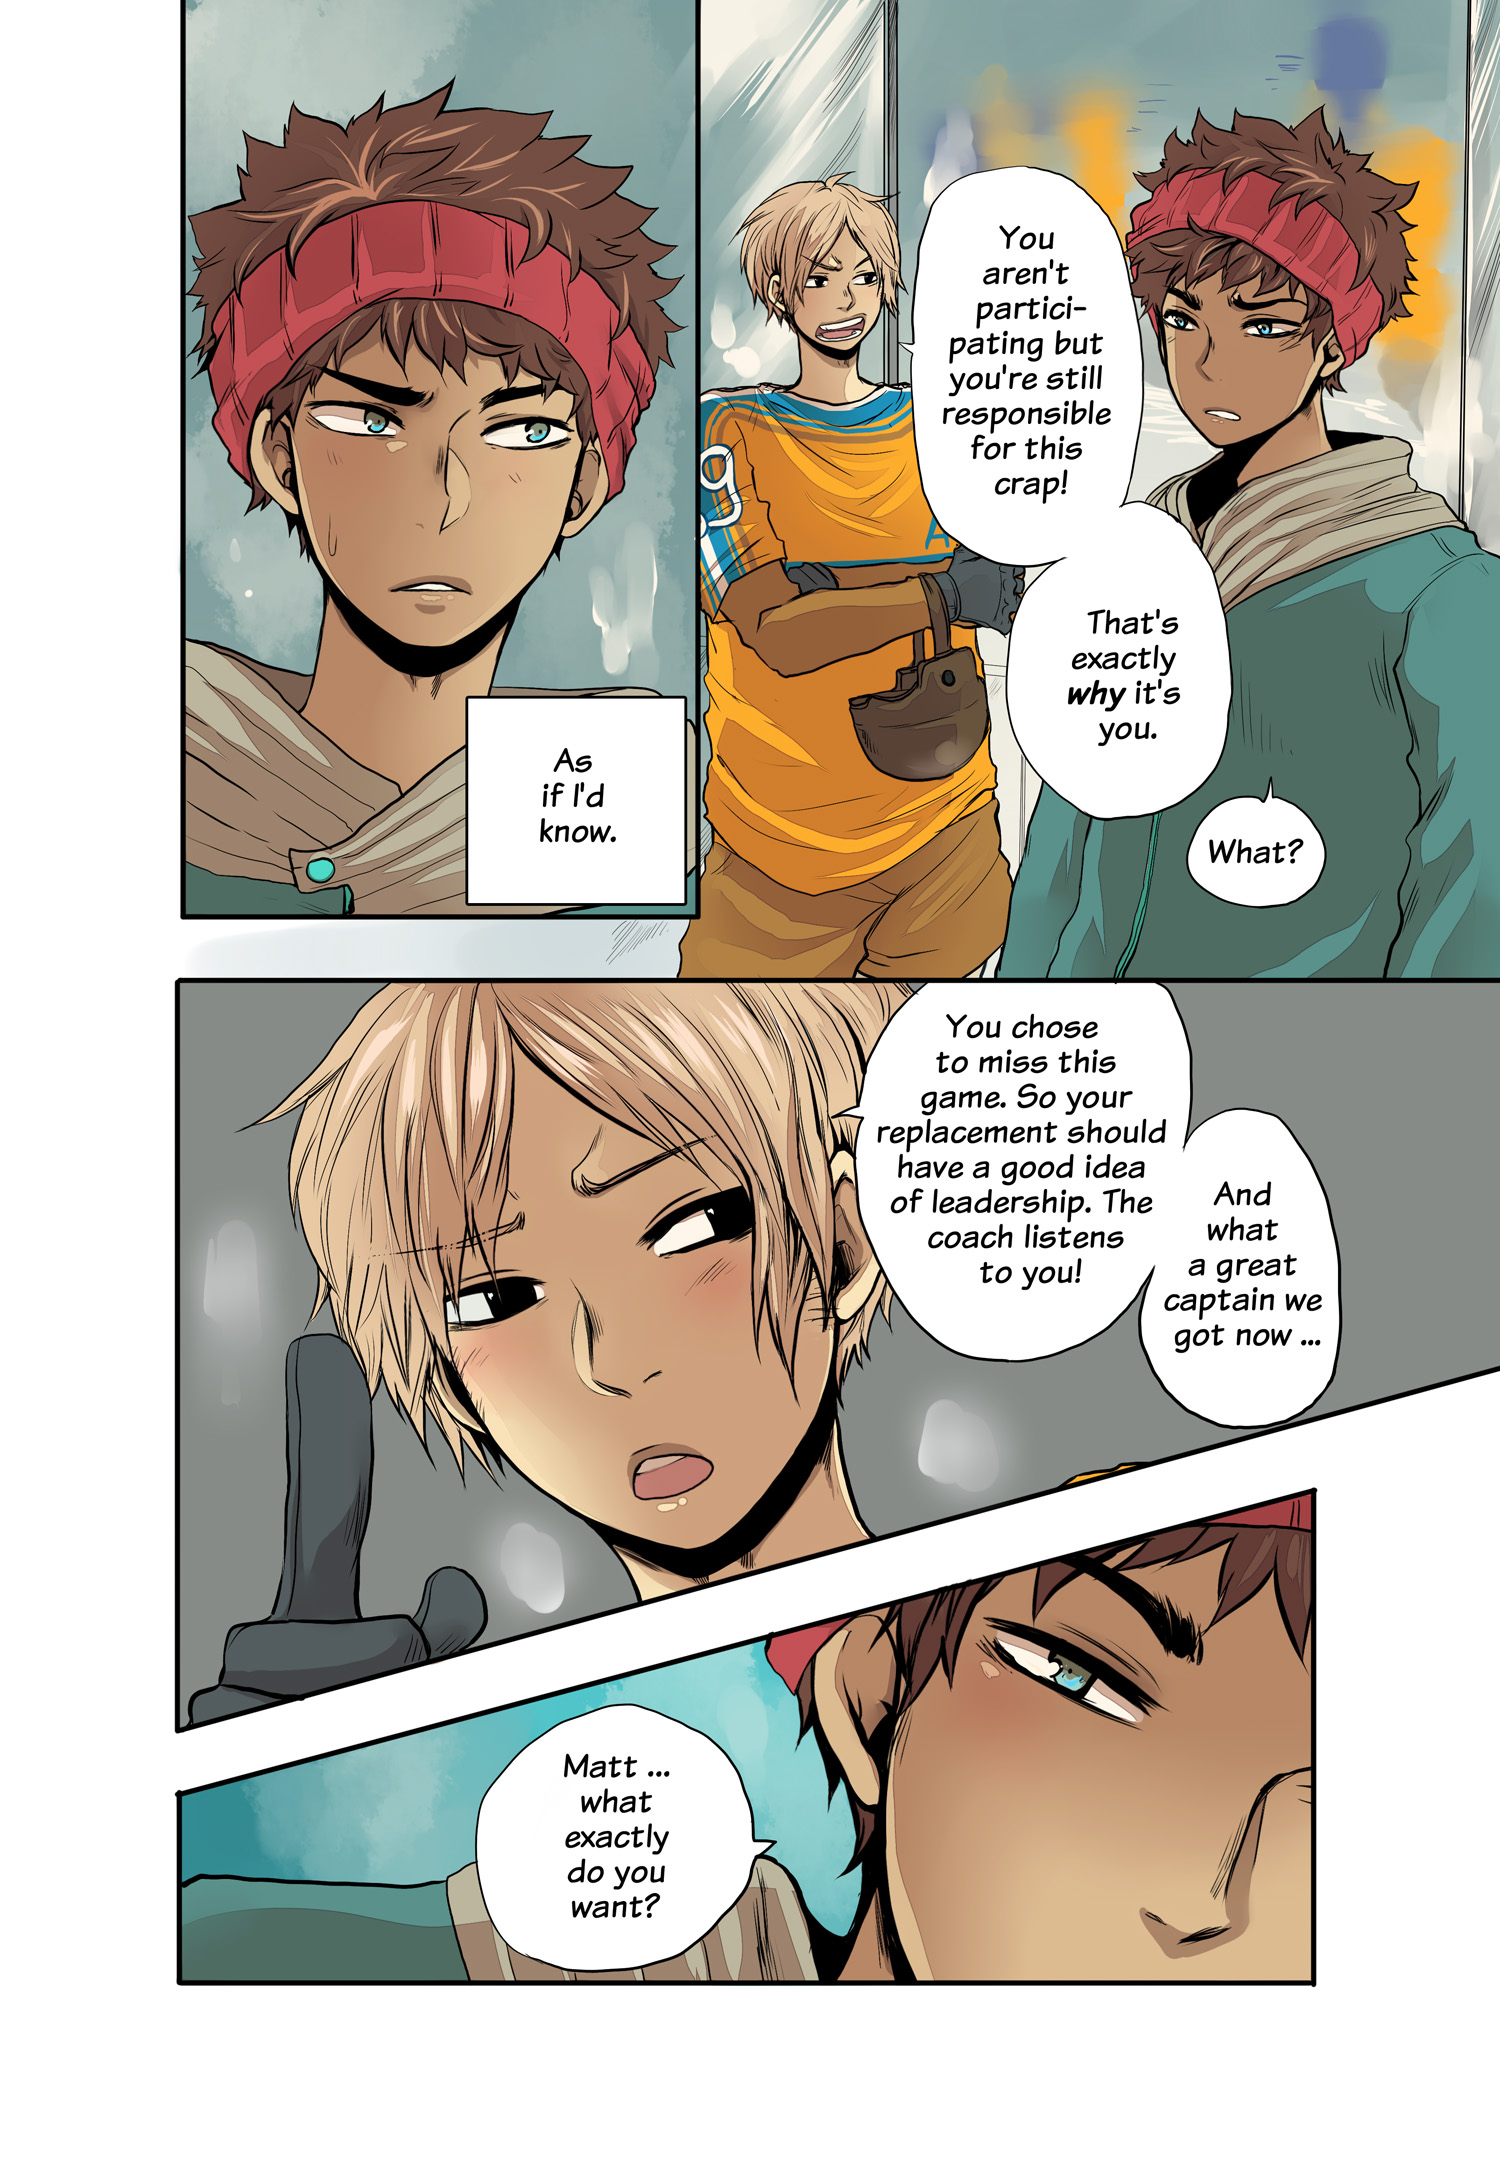 As
if I'd
know.
You
aren't
partici-
pating but
you're still
responsible
for this
crap!
That's
exactly
why it's
you.
What?
9
A
You chose
to miss this
game. So your
replacement should
have a good idea
of leadership. The
coach listens
to you!
And
what
a great
captain we
got now ...
Matt ...
what
exactly
do you
want?